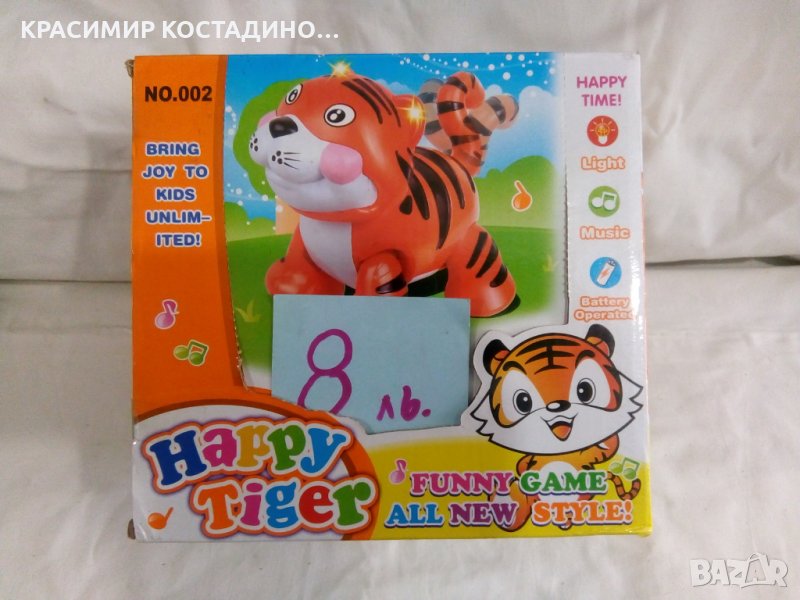 КРАСИМИР КОСТАДИНО...
NO.002
BRING
JOY TO
KIDS
UNLIM-
ITED!
HAPPY
TIME!
Light
Music
Battery
Operated
8 лв.
Happy
Tiger
FUNNY GAME
ALL NEW STYLE!
BAZAR